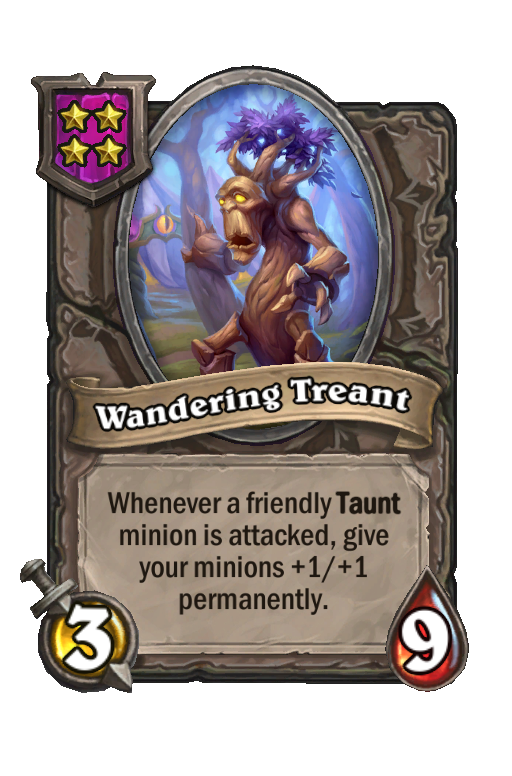 Wandering Treant
Whenever a friendly Taunt
minion is attacked, give
your minions +1/+1
permanently.
3
9